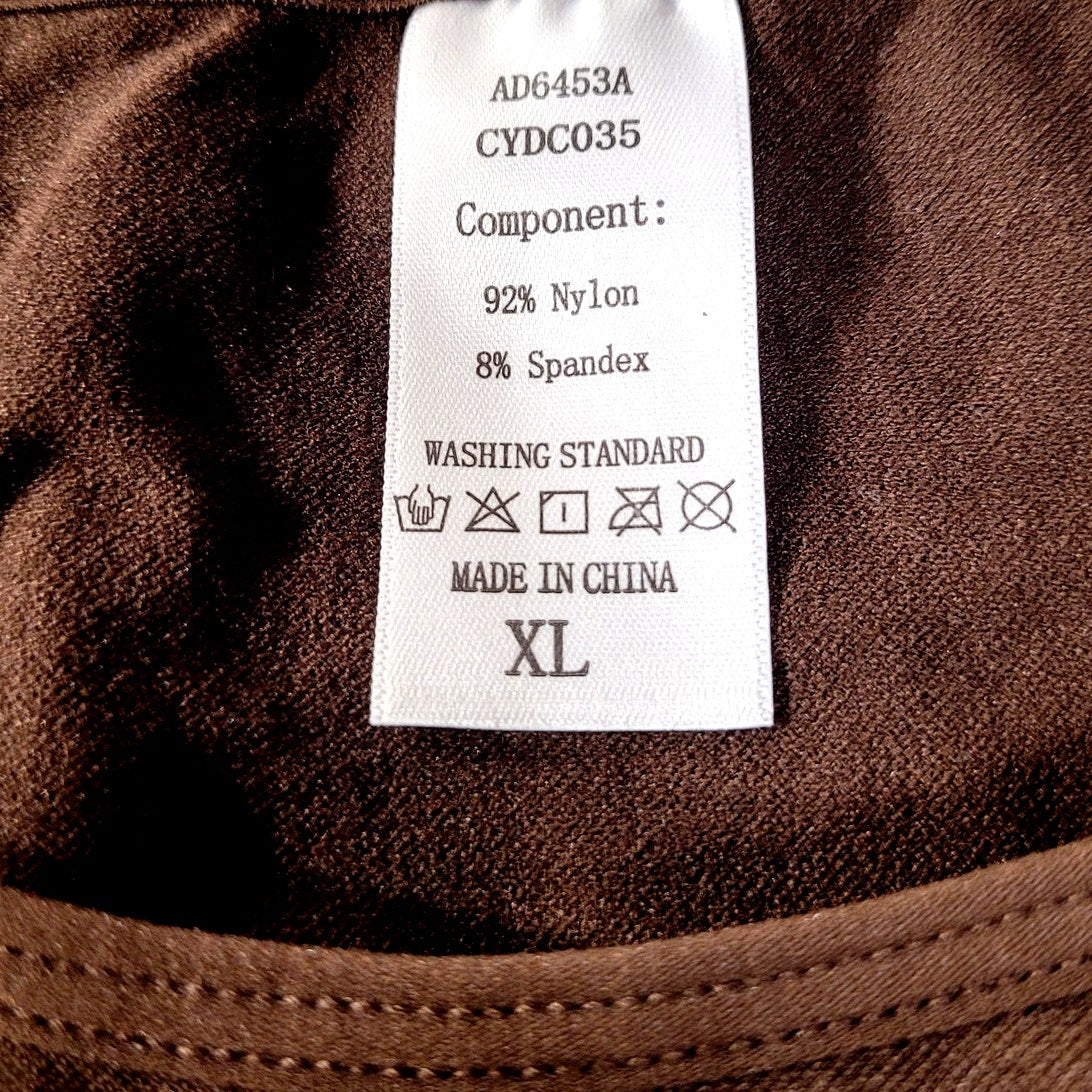 AD6453A
CYDC035
Component:
92% Nylon
8% Spandex
WASHING STANDARD
MADE IN CHINA
XL